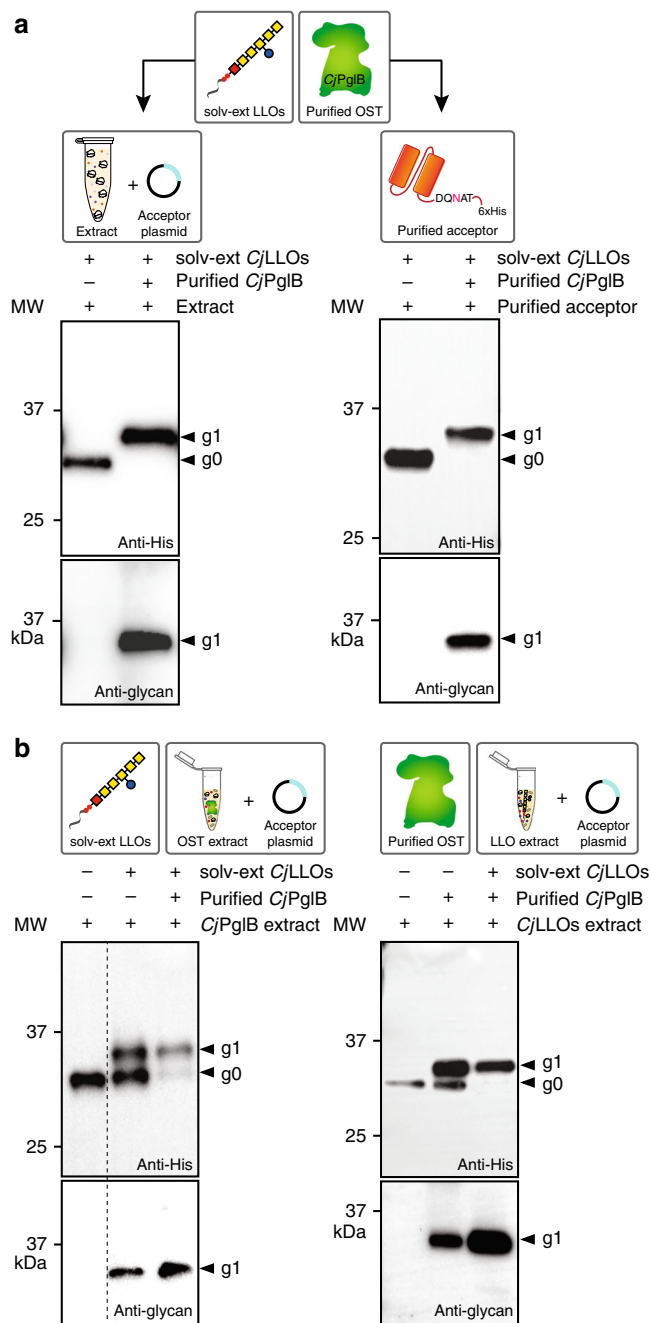 a
CjPglB
solv-ext LLOs
Purified OST
Extract
+
Acceptor
plasmid
DQNAT
6xHis
Purified acceptor
+ + solv-ext CjLLOs
– + Purified CjPglB
MW + + Extract
37
g1
g0
25
Anti-His
37
kDa
g1
Anti-glycan
+ + solv-ext CjLLOs
– + Purified CjPglB
MW + + Purified acceptor
37
g1
g0
25
Anti-His
37
kDa
g1
Anti-glycan
b
solv-ext LLOs
OST extract
+
Acceptor
plasmid
– + + solv-ext CjLLOs
– – + Purified CjPglB
MW + + + CjPglB extract
37
g1
g0
25
Anti-His
37
kDa
g1
Anti-glycan
Purified OST
LLO extract
+
Acceptor
plasmid
– – + solv-ext CjLLOs
– + + Purified CjPglB
MW + + + CjLLOs extract
37
g1
g0
25
Anti-His
37
kDa
g1
Anti-glycan